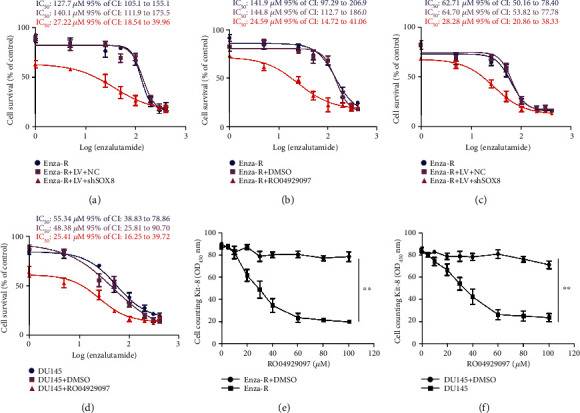 IC50: 127.7 μM 95% of CI: 105.1 to 155.1
IC50: 140.1 μM 95% of CI: 111.9 to 175.5
IC50: 27.22 μM 95% of CI: 18.54 to 39.96
Cell survival (% of control)
100
50
0
0
1
2
3
Log (enzalutamide)
Enza-R
Enza-R+LV+NC
Enza-R+LV+shSOX8
(a)
IC50: 141.9 μM 95% of CI: 97.29 to 206.9
IC50: 144.8 μM 95% of CI: 112.7 to 186.0
IC50: 24.59 μM 95% of CI: 14.72 to 41.06
Cell survival (% of control)
100
50
0
0
1
2
3
Log (enzalutamide)
Enza-R
Enza-R+DMSO
Enza-R+RO04929097
(b)
IC50: 62.71 μM 95% of CI: 50.16 to 78.40
IC50: 64.70 μM 95% of CI: 53.82 to 77.78
IC50: 28.28 μM 95% of CI: 20.86 to 38.33
Cell survival (% of control)
100
50
0
0
1
2
3
Log (enzalutamide)
Enza-R
Enza-R+LV+NC
Enza-R+LV+shSOX8
(c)
IC50: 55.34 μM 95% of CI: 38.83 to 78.86
IC50: 48.38 μM 95% of CI: 25.81 to 90.70
IC50: 25.41 μM 95% of CI: 16.25 to 39.72
Cell survival (% of control)
100
50
0
0
1
2
3
Log (enzalutamide)
DU145
DU145+DMSO
DU145+RO04929097
(d)
Cell counting Kit-8 (OD450 nm)
100
80
60
40
20
0
0
20
40
60
80
100
120
**
RO04929097 (μM)
Enza-R+DMSO
Enza-R
(e)
Cell counting Kit-8 (OD450 nm)
100
80
60
40
20
0
0
20
40
60
80
100
120
**
RO04929097 (μM)
DU145+DMSO
DU145
(f)